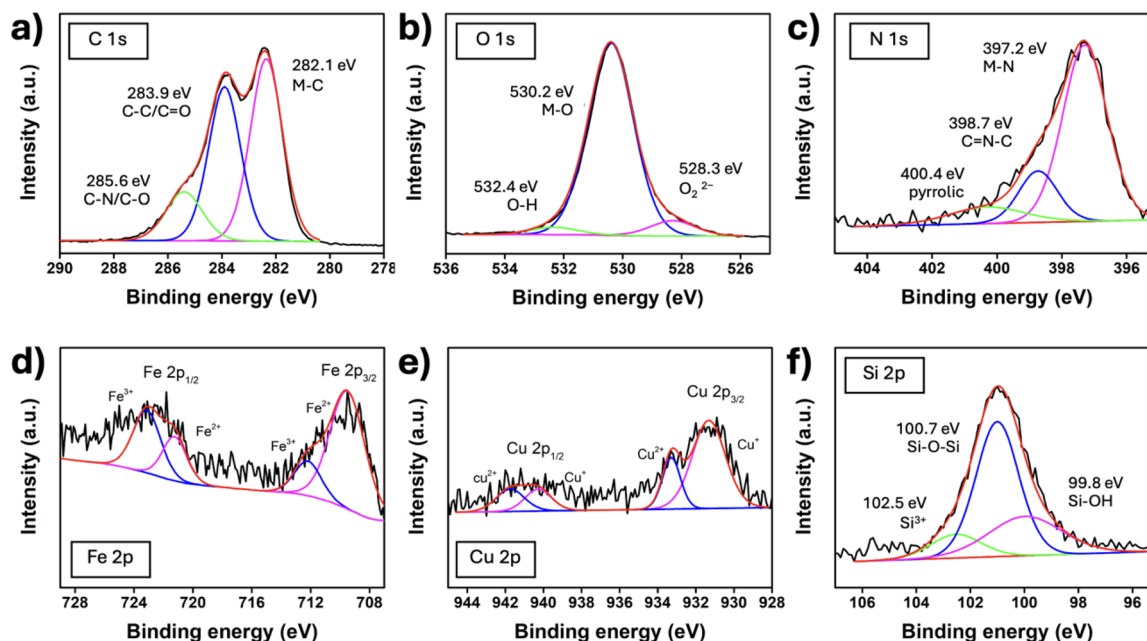 a)
C 1s
283.9 eV
C-C/C=O
282.1 eV
M-C
285.6 eV
C-N/C-O
Intensity (a.u.)
290 288 286 284 282 280 278
Binding energy (eV)
b)
O 1s
530.2 eV
M-O
532.4 eV
O-H
528.3 eV
O₂ ²⁻
Intensity (a.u.)
536 534 532 530 528 526
Binding energy (eV)
c)
N 1s
397.2 eV
M-N
398.7 eV
C=N-C
400.4 eV
pyrrolic
Intensity (a.u.)
404 402 400 398 396
Binding energy (eV)
d)
Fe 2p₁/₂
Fe³⁺
Fe²⁺
Fe 2p₃/₂
Fe²⁺
Fe³⁺
Fe 2p
Intensity (a.u.)
728 724 720 716 711 707
Binding energy (eV)
e)
Cu 2p₃/₂
Cu²⁺
Cu⁺
Cu 2p₁/₂
cu²⁺
Cu⁺
Cu 2p
Intensity (a.u.)
944 942 940 938 936 933 931 930 928
Binding energy (eV)
f)
Si 2p
100.7 eV
Si-O-Si
99.8 eV
Si-OH
102.5 eV
Si³⁺
Intensity (a.u.)
106 104 102 100 98 96
Binding energy (eV)